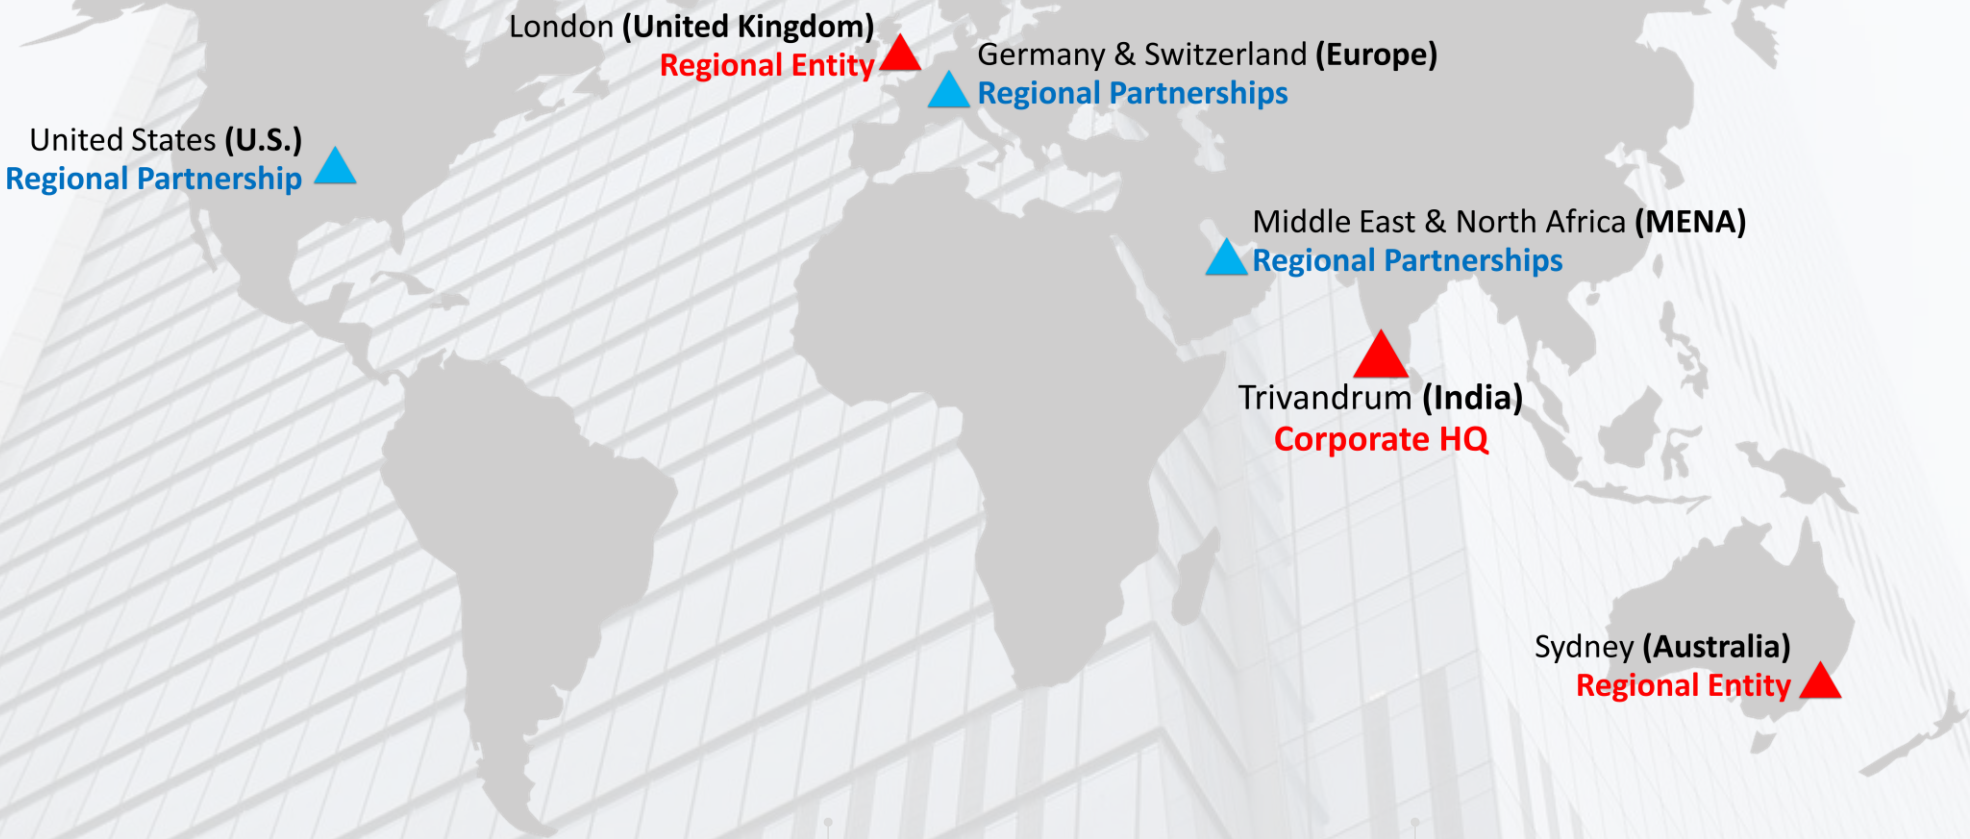 London (United Kingdom)
Regional Entity
Germany & Switzerland (Europe)
Regional Partnerships
United States (U.S.)
Regional Partnership
Middle East & North Africa (MENA)
Regional Partnerships
Trivandrum (India)
Corporate HQ
Sydney (Australia)
Regional Entity